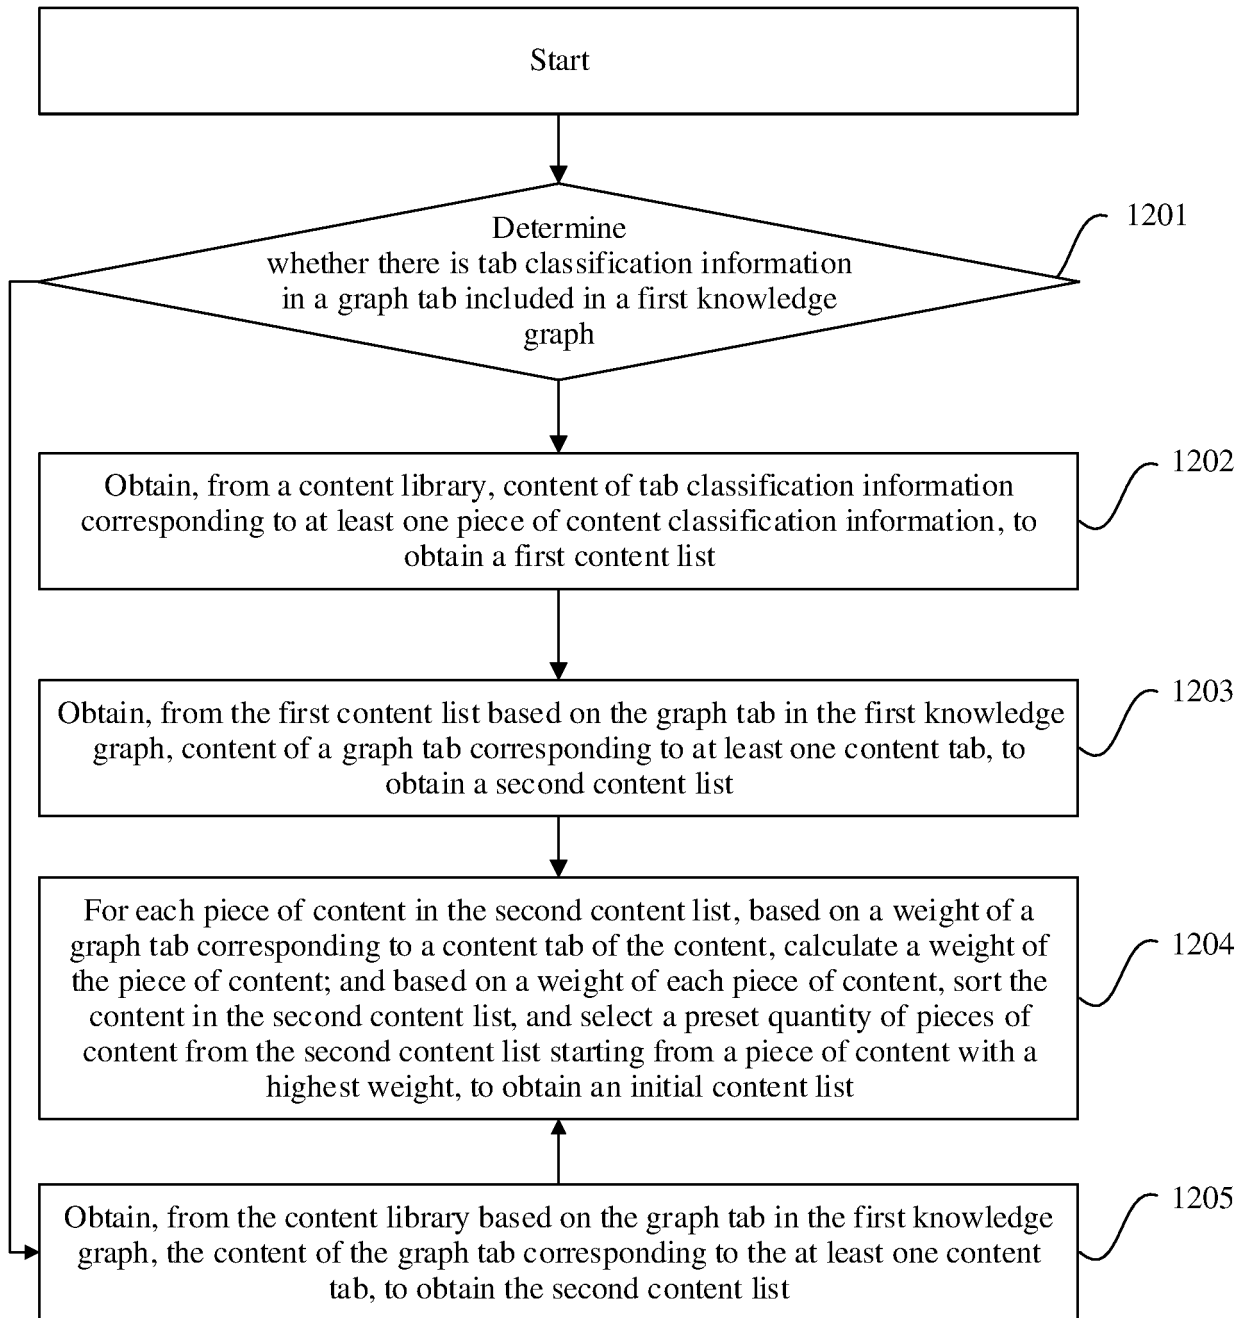 Start
Determine
whether there is tab classification information
in a graph tab included in a first knowledge
graph
1201
Obtain, from a content library, content of tab classification information
corresponding to at least one piece of content classification information, to
obtain a first content list
1202
Obtain, from the first content list based on the graph tab in the first knowledge
graph, content of a graph tab corresponding to at least one content tab, to
obtain a second content list
1203
For each piece of content in the second content list, based on a weight of a
graph tab corresponding to a content tab of the content, calculate a weight of
the piece of content; and based on a weight of each piece of content, sort the
content in the second content list, and select a preset quantity of pieces of
content from the second content list starting from a piece of content with a
highest weight, to obtain an initial content list
1204
Obtain, from the content library based on the graph tab in the first knowledge
graph, the content of the graph tab corresponding to the at least one content
tab, to obtain the second content list
1205